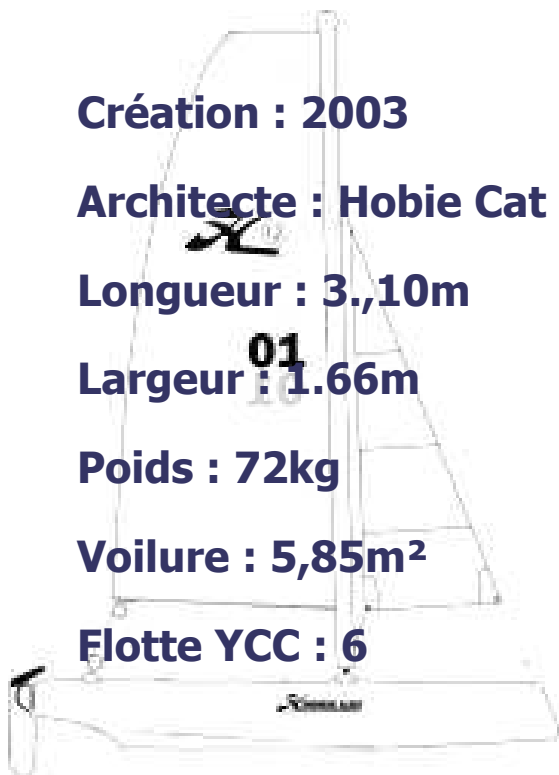 Création : 2003
Architecte : Hobie Cat
Longueur : 3.,10m
01
Largeur : 1.66m
Poids : 72kg
Voilure : 5,85m²
Flotte YCC : 6